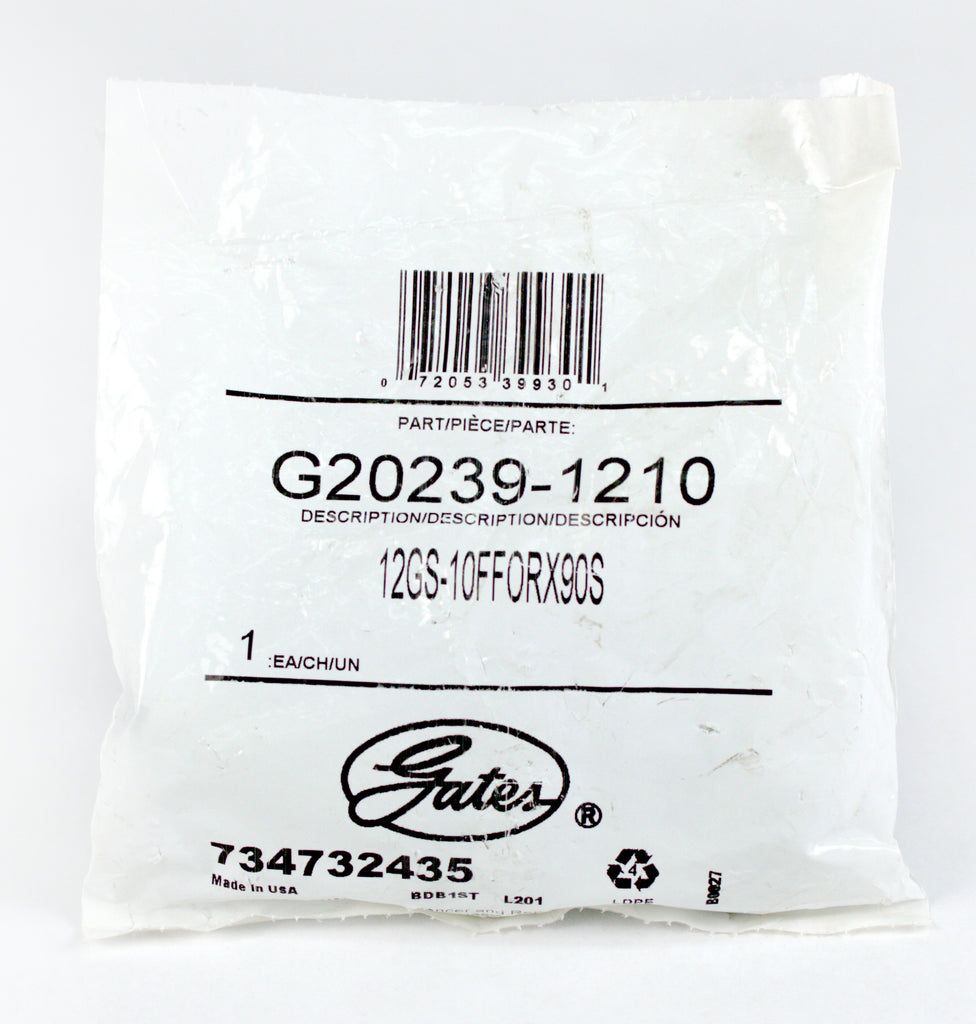 0 72053 39930 1
PART/PIÈCE/PARTE:
G20239-1210
DESCRIPTION/DESCRIPTION/DESCRIPCIÓN
12GS-10FFORX90S
1 :EA/CH/UN
Gates ®
734732435
Made in USA
BDB1ST L201
4
LDPE
B0027